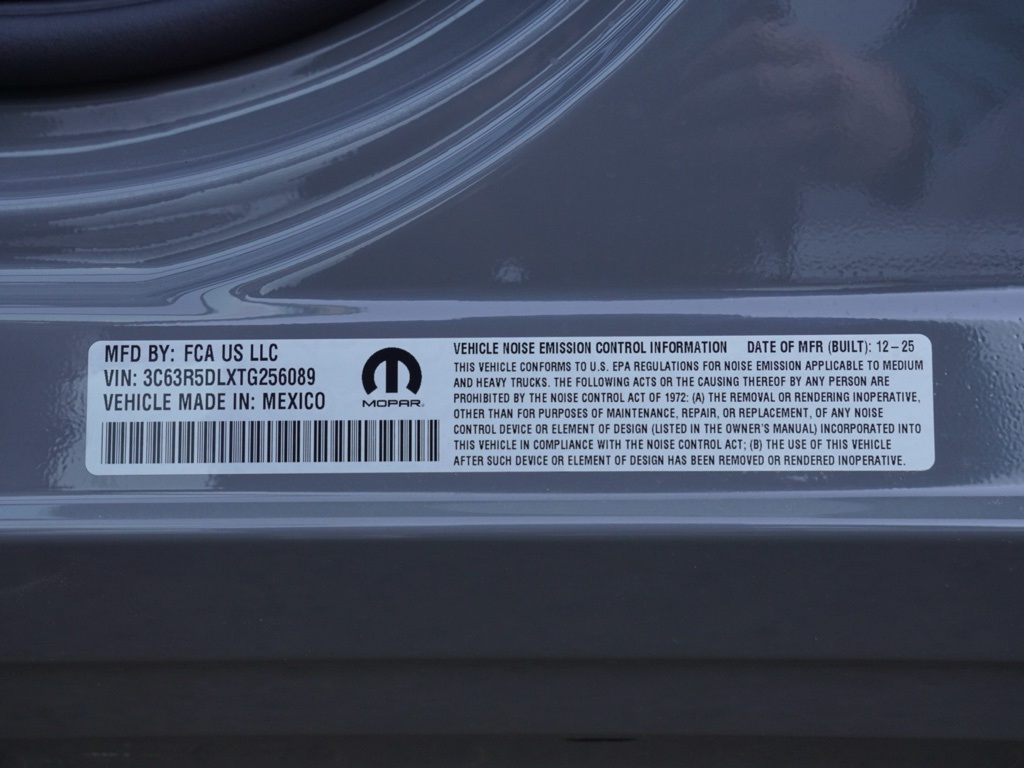 MFD BY: FCA US LLC
VIN: 3C63R5DLXTG256089
VEHICLE MADE IN: MEXICO
MOPAR
VEHICLE NOISE EMISSION CONTROL INFORMATION DATE OF MFR (BUILT): 12–25
THIS VEHICLE CONFORMS TO U.S. EPA REGULATIONS FOR NOISE EMISSION APPLICABLE TO MEDIUM
AND HEAVY TRUCKS. THE FOLLOWING ACTS OR THE CAUSING THEREOF BY ANY PERSON ARE
PROHIBITED BY THE NOISE CONTROL ACT OF 1972: (A) THE REMOVAL OR RENDERING INOPERATIVE,
OTHER THAN FOR PURPOSES OF MAINTENANCE, REPAIR, OR REPLACEMENT, OF ANY NOISE
CONTROL DEVICE OR ELEMENT OF DESIGN (LISTED IN THE OWNER'S MANUAL) INCORPORATED INTO
THIS VEHICLE IN COMPLIANCE WITH THE NOISE CONTROL ACT; (B) THE USE OF THIS VEHICLE
AFTER SUCH DEVICE OR ELEMENT OF DESIGN HAS BEEN REMOVED OR RENDERED INOPERATIVE.